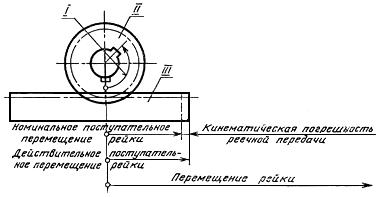 I
II
III
Номинальное поступательное
перемещение рейки
Кинематическая погрешность
реечной передачи
Действительное поступатель-
ное перемещение рейки
Перемещение рейки